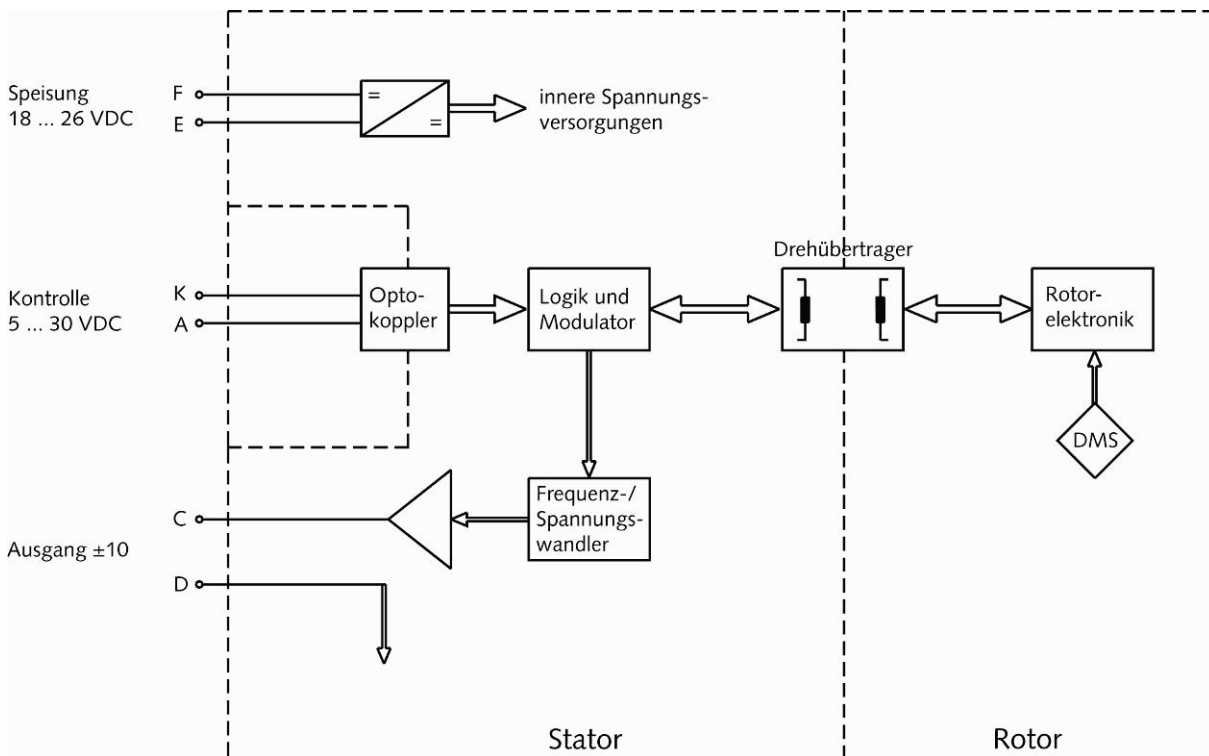 Speisung
18 ... 26 VDC
F
E
=
=
innere Spannungs-
versorgungen
Kontrolle
5 ... 30 VDC
K
A
Opto-
koppler
Logik und
Modulator
Drehübertrager
Rotor-
elektronik
DMS
Frequenz-/
Spannungs-
wandler
Ausgang ±10
C
D
Stator
Rotor